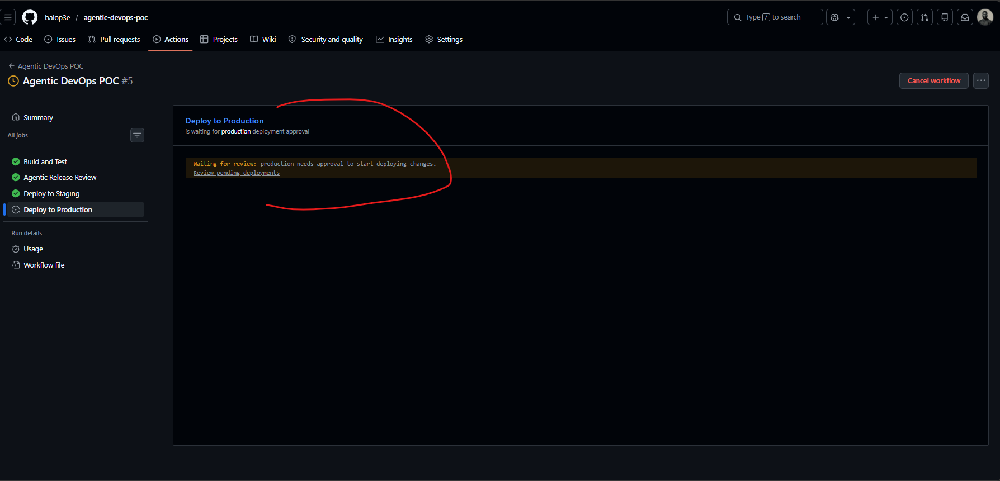 balop3e / agentic-devops-poc
Type / to search
Code
Issues
Pull requests
Actions
Projects
Wiki
Security and quality
Insights
Settings
Agentic DevOps POC
Agentic DevOps POC #5
Cancel workflow
Summary
All jobs
Build and Test
Agentic Release Review
Deploy to Staging
Deploy to Production
Run details
Usage
Workflow file
Deploy to Production
is waiting for production deployment approval
Waiting for review: production needs approval to start deploying changes.
Review pending deployments